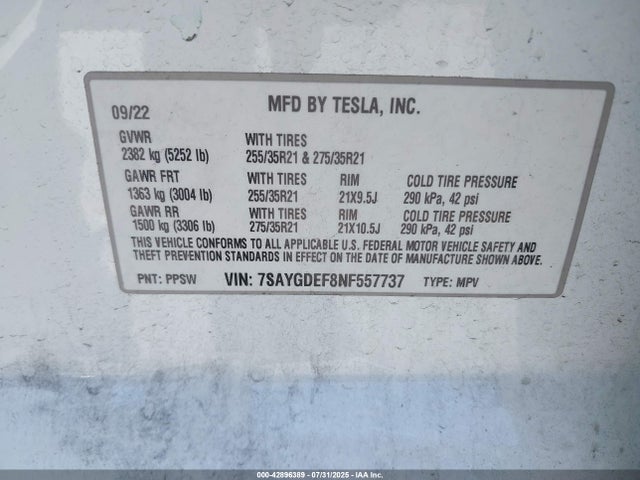 09/22 MFD BY TESLA, INC.
GVWR WITH TIRES
2382 kg (5252 lb) 255/35R21 & 275/35R21
GAWR FRT WITH TIRES RIM COLD TIRE PRESSURE
1363 kg (3004 lb) 255/35R21 21X9.5J 290 kPa, 42 psi
GAWR RR WITH TIRES RIM COLD TIRE PRESSURE
1500 kg (3306 lb) 275/35R21 21X10.5J 290 kPa, 42 psi
THIS VEHICLE CONFORMS TO ALL APPLICABLE U.S. FEDERAL MOTOR VEHICLE SAFETY AND
THEFT PREVENTION STANDARDS IN EFFECT ON THE DATE OF MANUFACTURE SHOWN ABOVE.
PNT: PPSW VIN: 7SAYGDEF8NF557737 TYPE: MPV
000-42896389 - 07/31/2025 - IAA Inc.